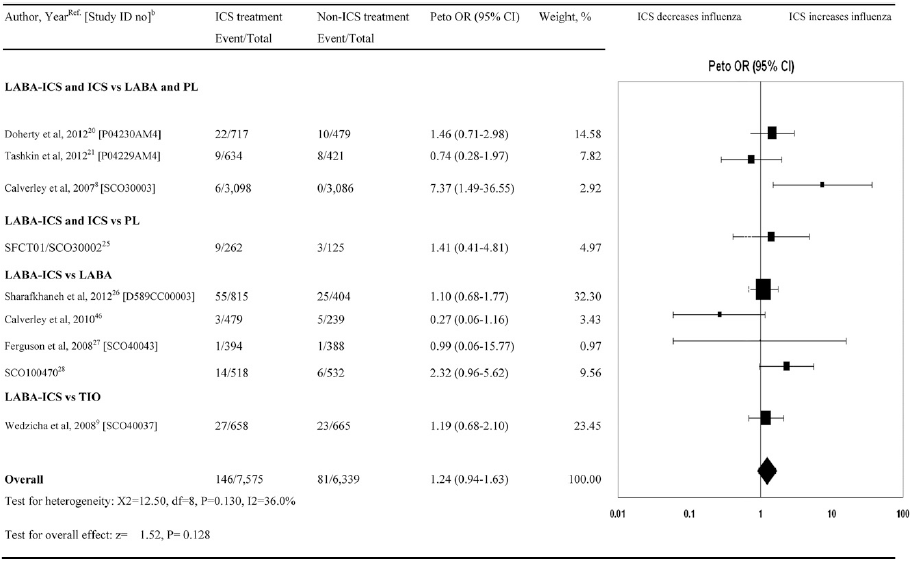 Author, Year^Ref. [Study ID no]^b ICS treatment Non-ICS treatment Peto OR (95% CI) Weight, % ICS decreases influenza ICS increases influenza
Event/Total Event/Total
Peto OR (95% CI)
LABA-ICS and ICS vs LABA and PL
Doherty et al, 2012^20 [P04230AM4] 22/717 10/479 1.46 (0.71-2.98) 14.58
Tashkin et al, 2012^21 [P04229AM4] 9/634 8/421 0.74 (0.28-1.97) 7.82
Calverley et al, 2007^8 [SCO30003] 6/3,098 0/3,086 7.37 (1.49-36.55) 2.92
LABA-ICS and ICS vs PL
SFCT01/SCO30002^25 9/262 3/125 1.41 (0.41-4.81) 4.97
LABA-ICS vs LABA
Sharafkhaneh et al, 2012^26 [D589CC00003] 55/815 25/404 1.10 (0.68-1.77) 32.30
Calverley et al, 2010^46 3/479 5/239 0.27 (0.06-1.16) 3.43
Ferguson et al, 2008^27 [SCO40043] 1/394 1/388 0.99 (0.06-15.77) 0.97
SCO100470^28 14/518 6/532 2.32 (0.96-5.62) 9.56
LABA-ICS vs TIO
Wedzicha et al, 2008^9 [SCO40037] 27/658 23/665 1.19 (0.68-2.10) 23.45
Overall 146/7,575 81/6,339 1.24 (0.94-1.63) 100.00
Test for heterogeneity: X2=12.50, df=8, P=0.130, I2=36.0%
0.01 0.1 1 10 100
Test for overall effect: z= 1.52, P= 0.128